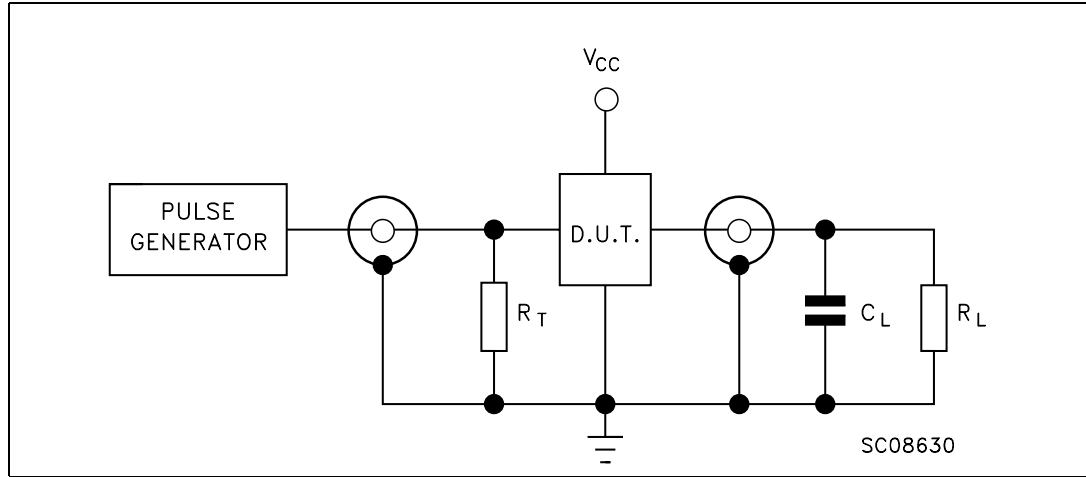 VCC
PULSE
GENERATOR
D.U.T.
RT
CL
RL
SC08630